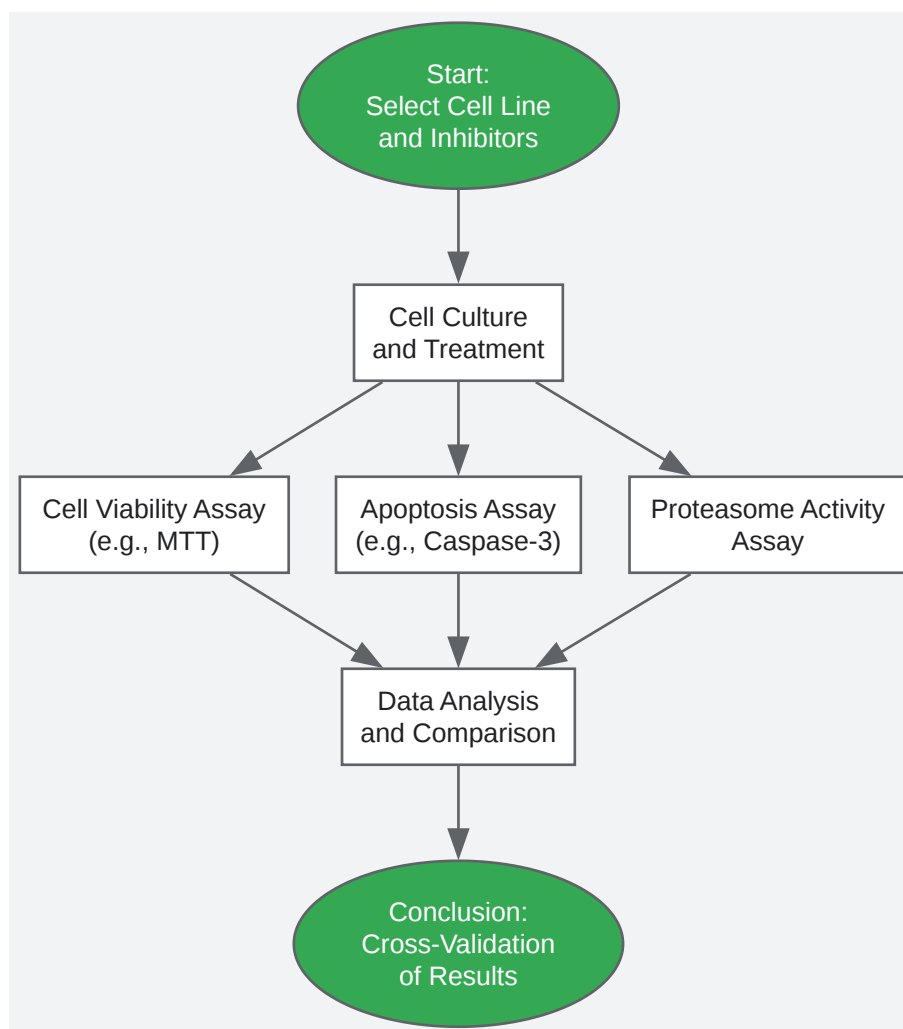 Start:
Select Cell Line
and Inhibitors
Cell Culture
and Treatment
Cell Viability Assay
(e.g., MTT)
Apoptosis Assay
(e.g., Caspase-3)
Proteasome Activity
Assay
Data Analysis
and Comparison
Conclusion:
Cross-Validation
of Results